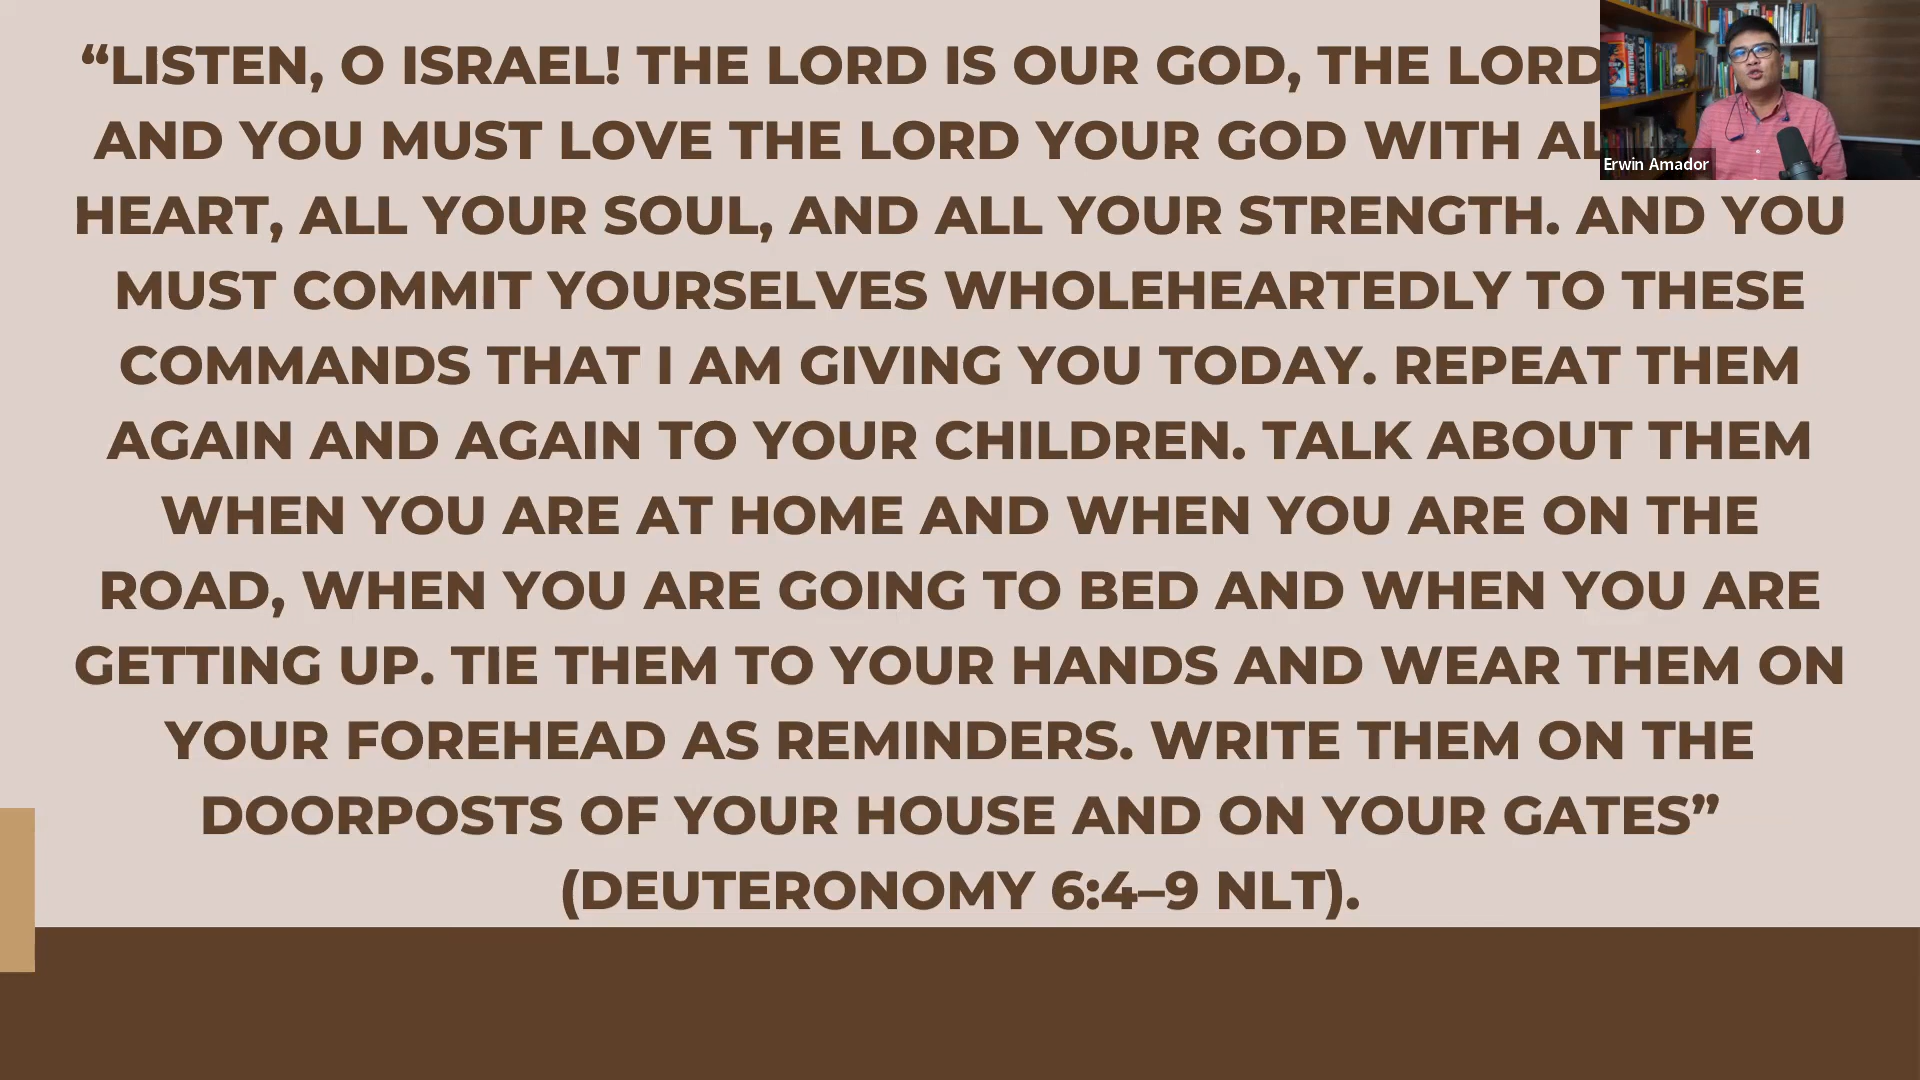 “LISTEN, O ISRAEL! THE LORD IS OUR GOD, THE LORD
AND YOU MUST LOVE THE LORD YOUR GOD WITH
HEART, ALL YOUR SOUL, AND ALL YOUR STRENGTH. AND YOU
MUST COMMIT YOURSELVES WHOLEHEARTEDLY TO THESE
COMMANDS THAT I AM GIVING YOU TODAY. REPEAT THEM
AGAIN AND AGAIN TO YOUR CHILDREN. TALK ABOUT THEM
WHEN YOU ARE AT HOME AND WHEN YOU ARE ON THE
ROAD, WHEN YOU ARE GOING TO BED AND WHEN YOU ARE
GETTING UP. TIE THEM TO YOUR HANDS AND WEAR THEM ON
YOUR FOREHEAD AS REMINDERS. WRITE THEM ON THE
DOORPOSTS OF YOUR HOUSE AND ON YOUR GATES”
(DEUTERONOMY 6:4–9 NLT).
Erwin Amador